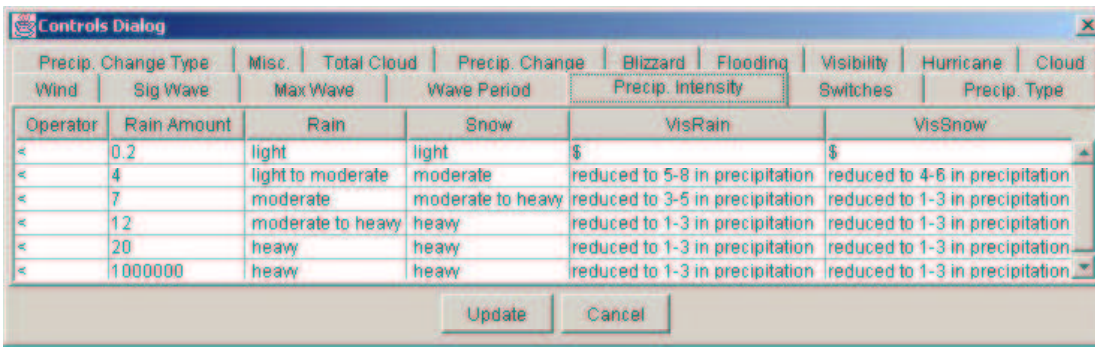 Controls Dialog
Precip. Change Type Misc. Total Cloud Precip. Change Blizzard Flooding Visibility Hurricane Cloud
Wind Sig Wave Max Wave Wave Period Precip. Intensity Switches Precip. Type
Operator Rain Amount Rain Snow VisRain VisSnow
< 0.2 light light $ $
< 4 light to moderate moderate reduced to 5-8 in precipitation reduced to 4-6 in precipitation
< 7 moderate moderate to heavy reduced to 3-5 in precipitation reduced to 1-3 in precipitation
< 12 moderate to heavy heavy reduced to 1-3 in precipitation reduced to 1-3 in precipitation
< 20 heavy heavy reduced to 1-3 in precipitation reduced to 1-3 in precipitation
< 1000000 heavy heavy reduced to 1-3 in precipitation reduced to 1-3 in precipitation
Update Cancel